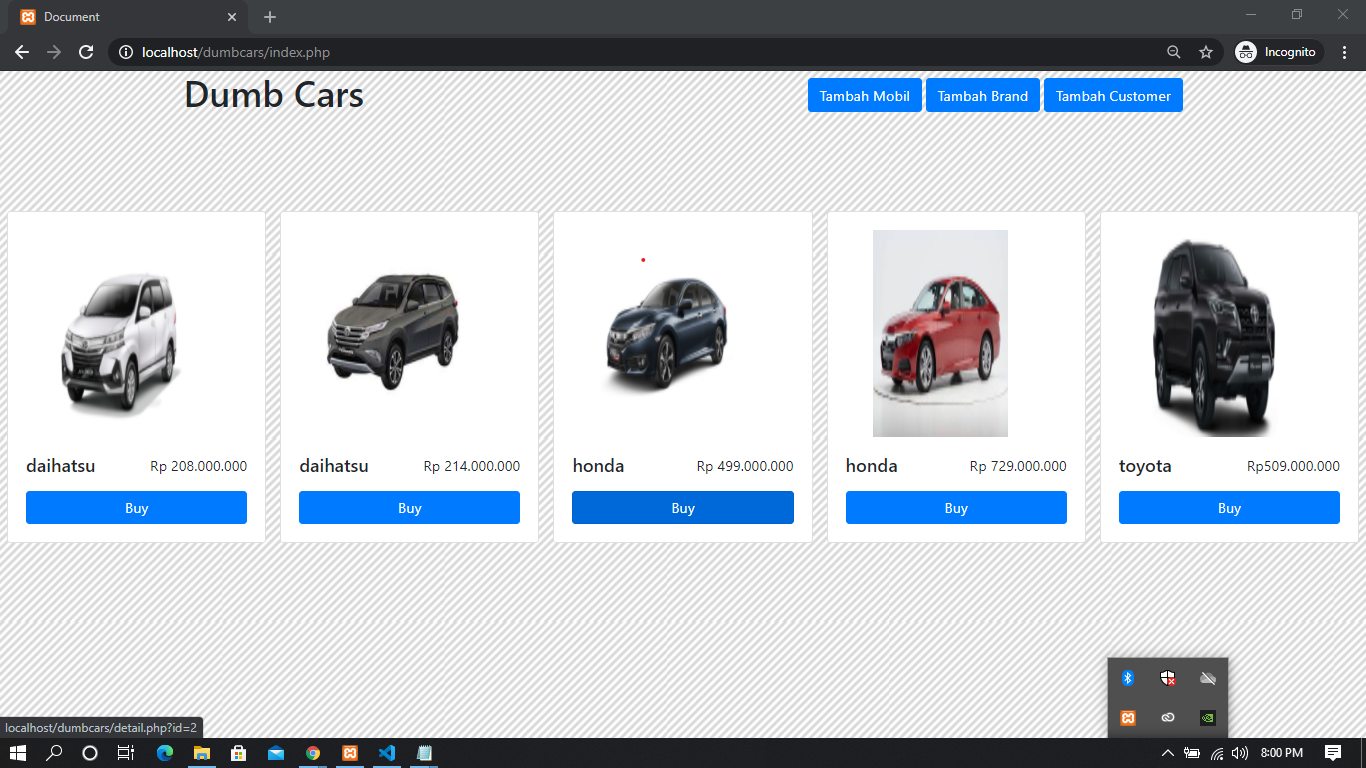 Document
localhost/dumbcars/index.php
Incognito
Dumb Cars
Tambah Mobil
Tambah Brand
Tambah Customer
daihatsu
Rp 208.000.000
Buy
daihatsu
Rp 214.000.000
Buy
honda
Rp 499.000.000
Buy
honda
Rp 729.000.000
Buy
toyota
Rp509.000.000
Buy
localhost/dumbcars/detail.php?id=2
8:00 PM